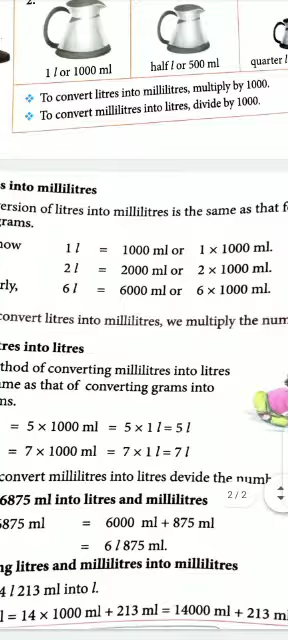 2.
1 l or 1000 ml
half l or 500 ml
quarter l
❖ To convert litres into millilitres, multiply by 1000.
❖ To convert millilitres into litres, divide by 1000.
s into millilitres
ersion of litres into millilitres is the same as that f
rams.
now 1 l = 1000 ml or 1 × 1000 ml.
2 l = 2000 ml or 2 × 1000 ml.
rly, 6 l = 6000 ml or 6 × 1000 ml.
convert litres into millilitres, we multiply the num
tres into litres
thod of converting millilitres into litres
me as that of converting grams into
ms.
= 5 × 1000 ml = 5 × 1 l = 5 l
= 7 × 1000 ml = 7 × 1 l = 7 l
convert millilitres into litres devide the numb
2 / 2
6875 ml into litres and millilitres
6875 ml = 6000 ml + 875 ml
= 6 l 875 ml.
ng litres and millilitres into millilitres
4 l 213 ml into l.
l = 14 × 1000 ml + 213 ml = 14000 ml + 213 m